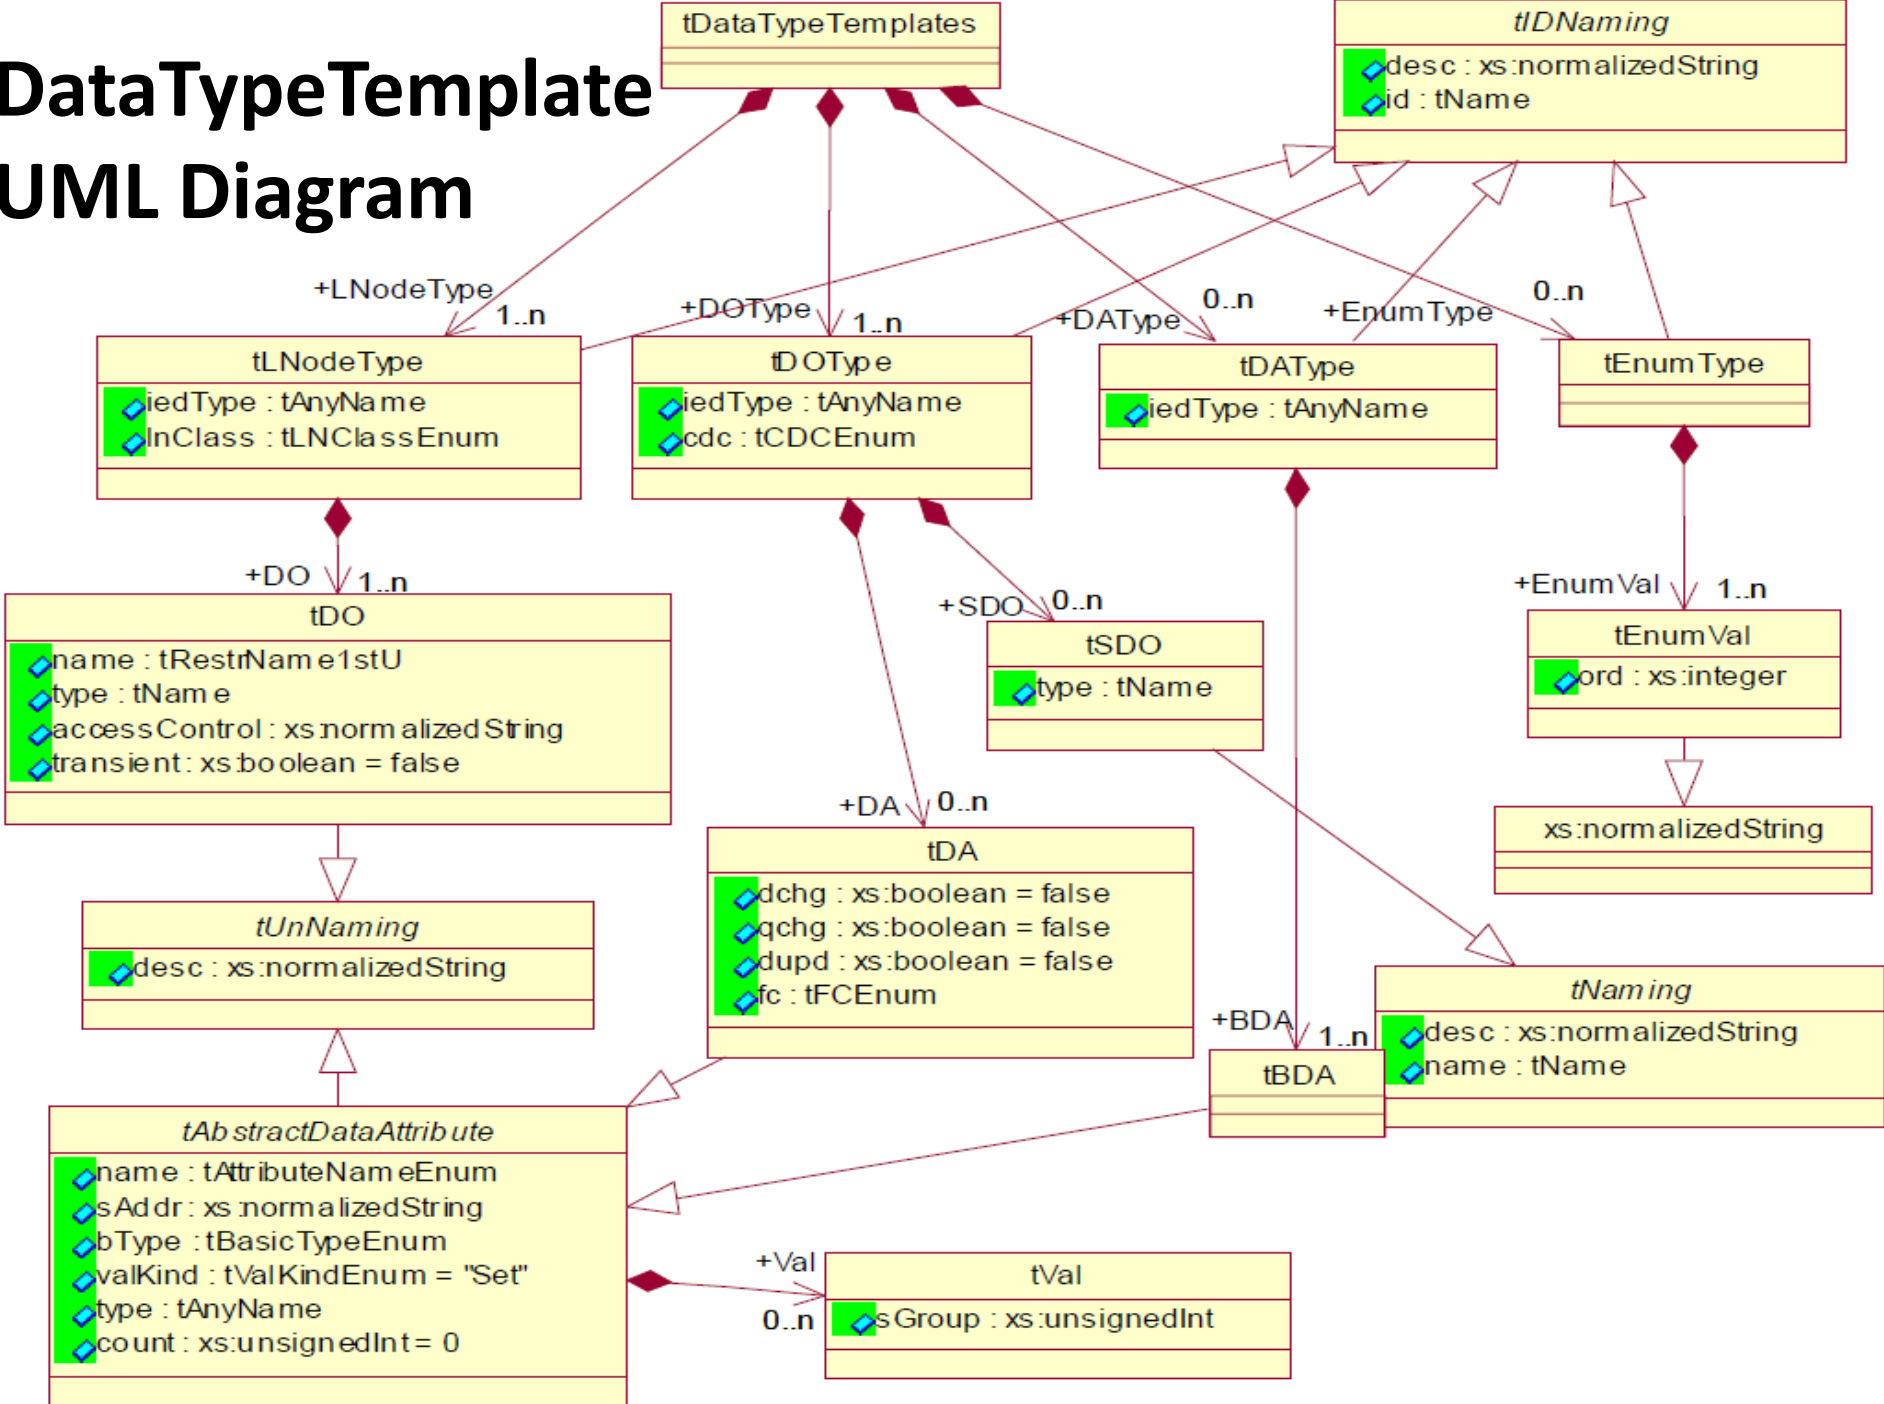 DataTypeTemplate
UML Diagram
tDataTypeTemplates
tIDNaming
desc : xs:normalizedString
id : tName
+LNodeType
1..n
+DOType
1..n
+DAType
0..n
+EnumType
0..n
tLNodeType
iedType : tAnyName
lnClass : tLNClassEnum
tDOType
iedType : tAnyName
cdc : tCDCEnum
tDAType
iedType : tAnyName
tEnumType
+DO
1..n
+SDO
0..n
+EnumVal
1..n
tDO
name : tRestrName1stU
type : tName
accessControl : xs:normalizedString
transient : xs:boolean = false
tSDO
type : tName
tEnumVal
ord : xs:integer
+DA
0..n
xs:normalizedString
tDA
dchg : xs:boolean = false
qchg : xs:boolean = false
dupd : xs:boolean = false
fc : tFCEnum
tUnNaming
desc : xs:normalizedString
+BDA
1..n
tBDA
tNaming
desc : xs:normalizedString
name : tName
tAbstractDataAttribute
name : tAttributeNameEnum
sAddr : xs:normalizedString
bType : tBasicTypeEnum
valKind : tValKindEnum = "Set"
type : tAnyName
count : xs:unsignedInt = 0
+Val
0..n
tVal
sGroup : xs:unsignedInt